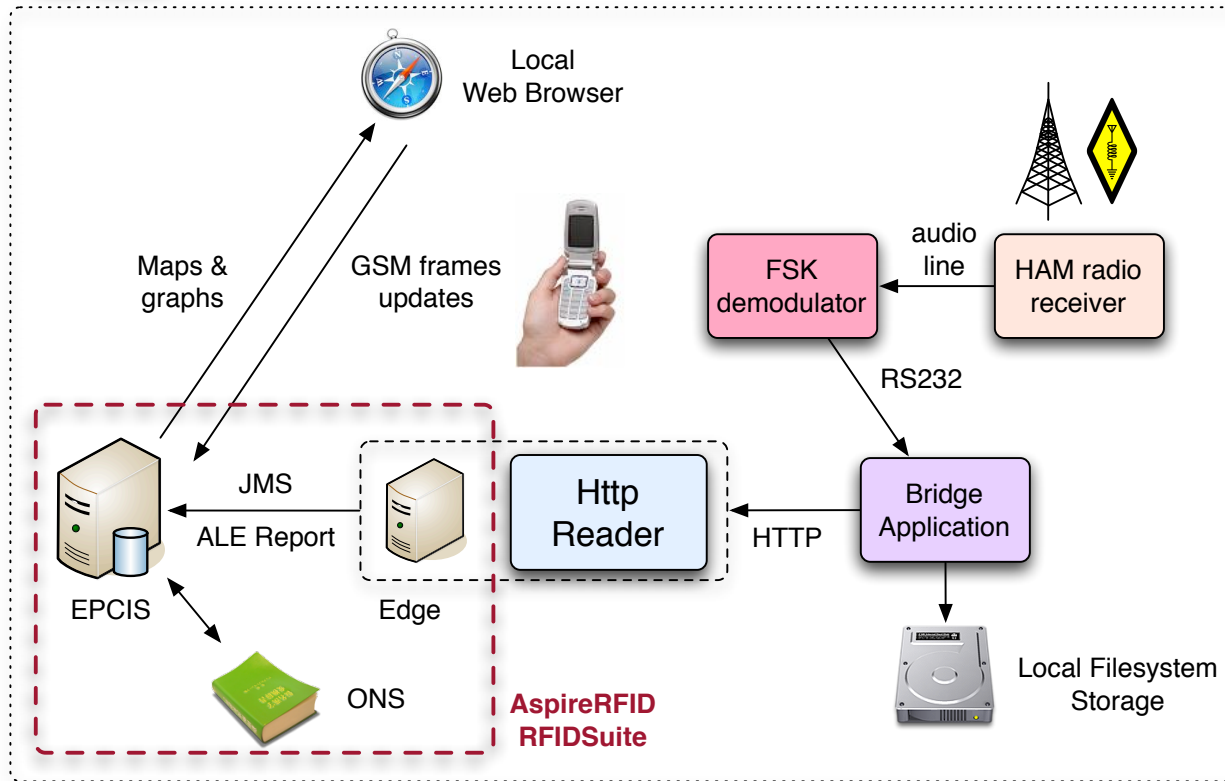 Local
Web Browser
Maps &
graphs
GSM frames
updates
audio
line
FSK
demodulator
HAM radio
receiver
RS232
JMS
ALE Report
Http
Reader
HTTP
Bridge
Application
EPCIS
Edge
ONS
AspireRFID
RFIDSuite
Local Filesystem
Storage